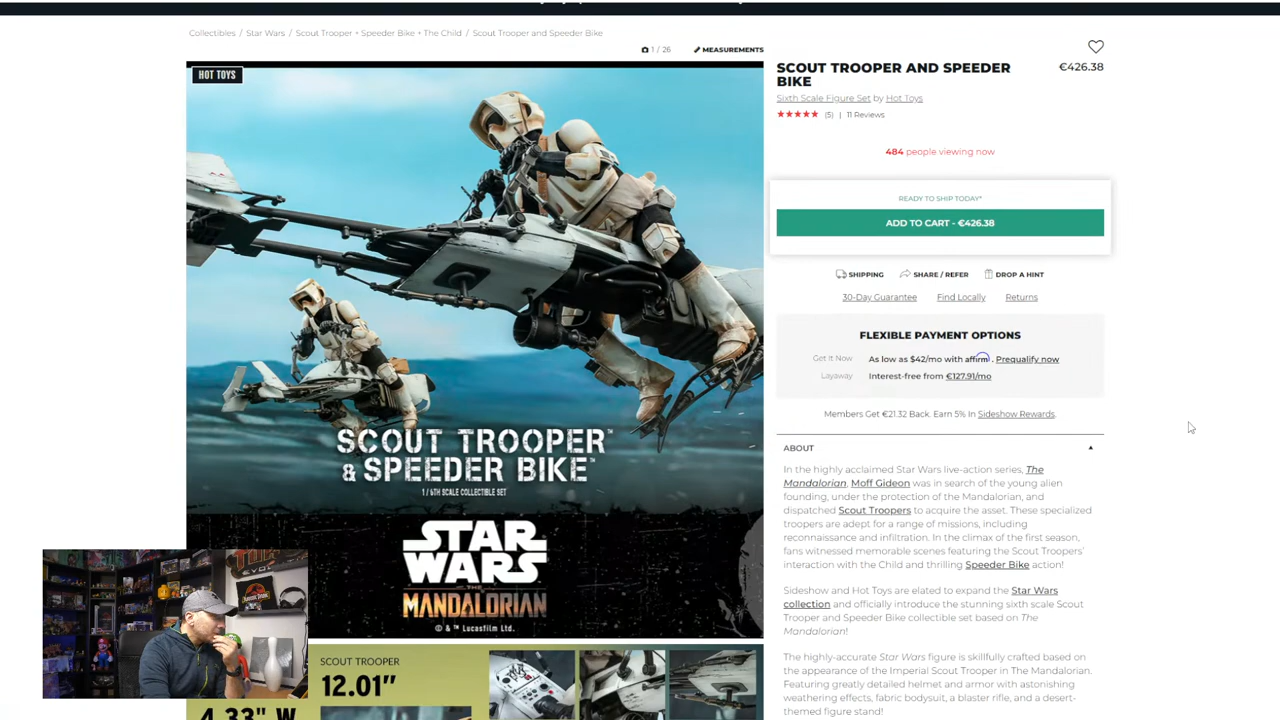 Collectibles / Star Wars / Scout Trooper + Speeder Bike + The Child / Scout Trooper and Speeder Bike
1 / 26 MEASUREMENTS
HOT TOYS
SCOUT TROOPER
& SPEEDER BIKE™
1 / 6TH SCALE COLLECTIBLE SET
STAR
WARS
THE
MANDALORIAN
© & ™ Lucasfilm Ltd.
SCOUT TROOPER
12.01"
4.33" W
SCOUT TROOPER AND SPEEDER
BIKE
€426.38
Sixth Scale Figure Set by Hot Toys
★★★★★ (5) | 11 Reviews
484 people viewing now
READY TO SHIP TODAY*
ADD TO CART - €426.38
SHIPPING SHARE / REFER DROP A HINT
30-Day Guarantee Find Locally Returns
FLEXIBLE PAYMENT OPTIONS
Get It Now As low as $42/mo with affirm. Prequalify now
Layaway Interest-free from €127.91/mo
Members Get €21.32 Back. Earn 5% In Sideshow Rewards.
ABOUT
In the highly acclaimed Star Wars live-action series, The
Mandalorian, Moff Gideon was in search of the young alien
founding, under the protection of the Mandalorian, and
dispatched Scout Troopers to acquire the asset. These specialized
troopers are adept for a range of missions, including
reconnaissance and infiltration. In the climax of the first season,
fans witnessed memorable scenes featuring the Scout Troopers'
interaction with the Child and thrilling Speeder Bike action!
Sideshow and Hot Toys are elated to expand the Star Wars
collection and officially introduce the stunning sixth scale Scout
Trooper and Speeder Bike collectible set based on The
Mandalorian!
The highly-accurate Star Wars figure is skillfully crafted based on
the appearance of the Imperial Scout Trooper in The Mandalorian.
Featuring greatly detailed helmet and armor with astonishing
weathering effects, fabric bodysuit, a blaster rifle, and a desert-
themed figure stand!